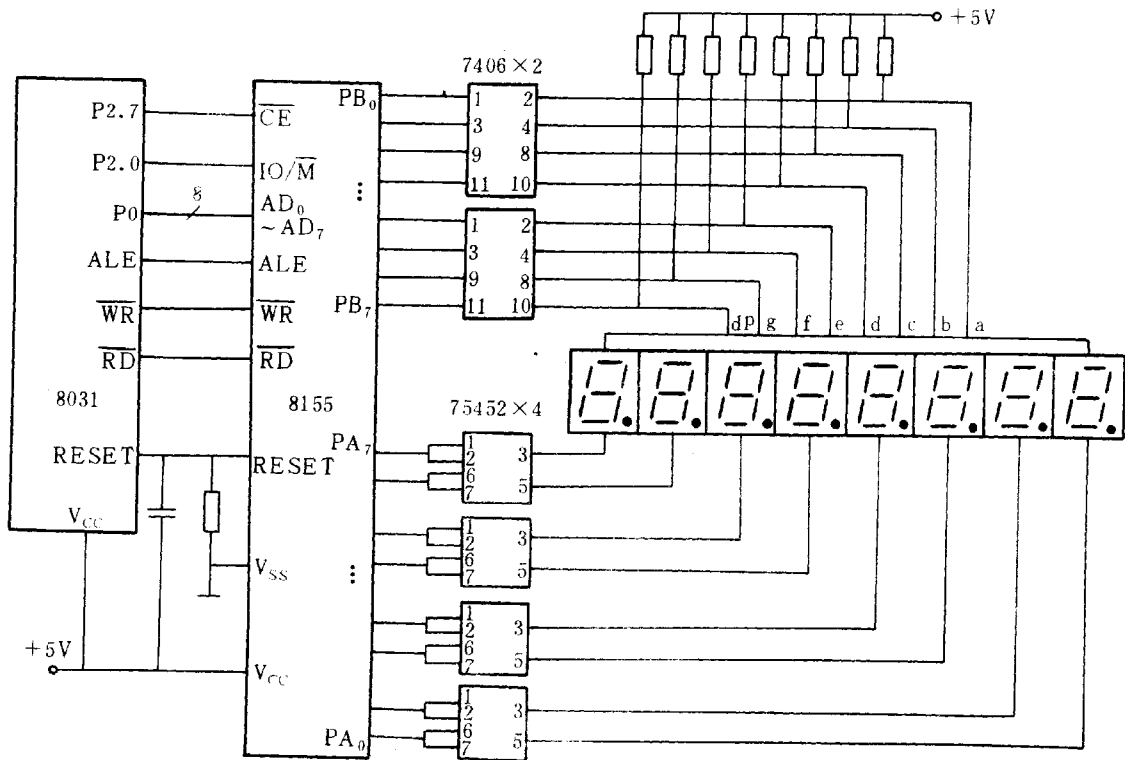 +5V
7406×2
P2.7
P2.0
P0
ALE
WR
RD
8031
RESET
V_CC
+5V
8
CE
IO/M
AD₀
~AD₇
ALE
WR
RD
8155
RESET
V_SS
V_CC
PB₀
⋮
PB₇
PA₇
⋮
PA₀
1 2
3 4
9 8
11 10
1 2
3 4
9 8
11 10
dp g f e d c b a
75452×4
1
2 3
6
7 5
1
2 3
6
7 5
1
2 3
6
7 5
1
2 3
6
7 5